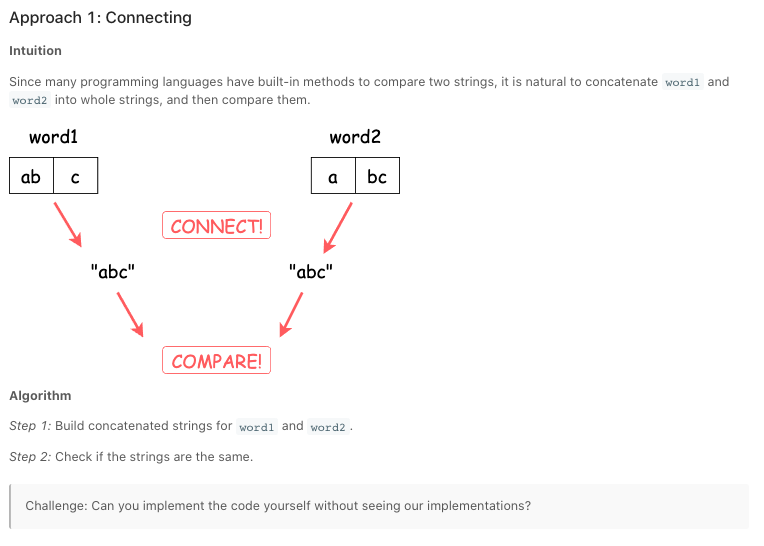 Approach 1: Connecting
Intuition
Since many programming languages have built-in methods to compare two strings, it is natural to concatenate word1 and
word2 into whole strings, and then compare them.
word1 word2
ab c a bc
CONNECT!
"abc" "abc"
COMPARE!
Algorithm
Step 1: Build concatenated strings for word1 and word2.
Step 2: Check if the strings are the same.
Challenge: Can you implement the code yourself without seeing our implementations?